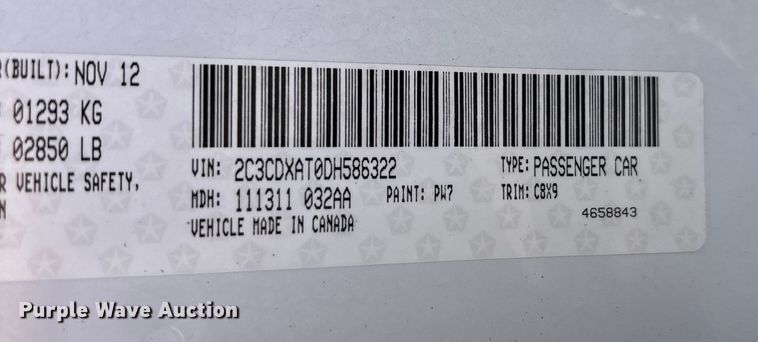 (BUILT): NOV 12
01293 KG
02850 LB
R VEHICLE SAFETY,
N
VIN: 2C3CDXAT0DH586322
TYPE: PASSENGER CAR
MDH: 111311 032AA
PAINT: PW7
TRIM: CBX9
VEHICLE MADE IN CANADA
4658843
Purple Wave Auction